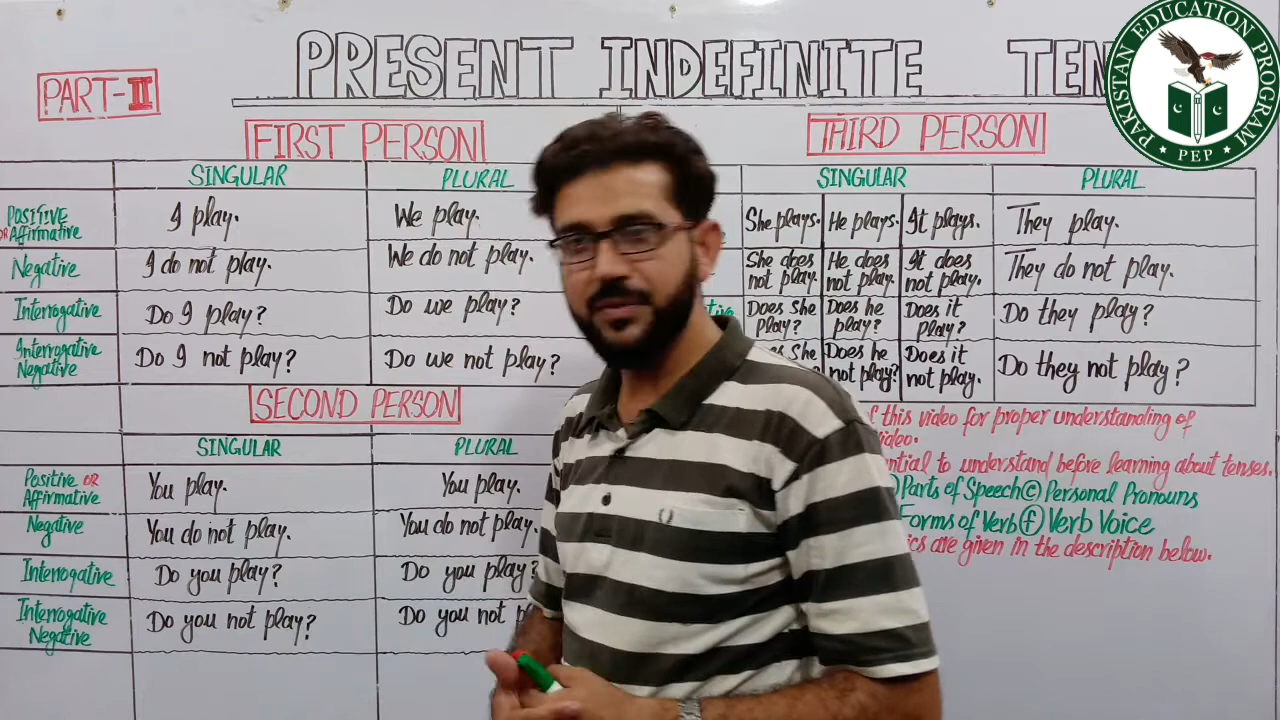 PRESENT INDEFINITE TEN
PAKISTAN EDUCATION PROGRAM
PEP
PART-II
FIRST PERSON
SINGULAR PLURAL
POSITIVE OR Affirmative I play. We play.
Negative I do not play. We do not play.
Interrogative Do I play? Do we play?
Interrogative Negative Do I not play? Do we not play?
THIRD PERSON
SINGULAR PLURAL
She plays. He plays. It plays. They play.
She does not play. He does not play. It does not play. They do not play.
Does she Play? Does he play? Does it Play? Do they play?
she Does he not play? Does it not play. Do they not play?
SECOND PERSON
SINGULAR PLURAL
Positive OR Affirmative You play. You play.
Negative You do not play. You do not play.
Interrogative Do you play? Do you play?
Interrogative Negative Do you not play? Do you not
of this video for proper understanding of
video.
to understand before learning about tenses.
Parts of Speech (c) Personal Pronouns
Forms of Verb (f) Verb Voice
are given in the description below.